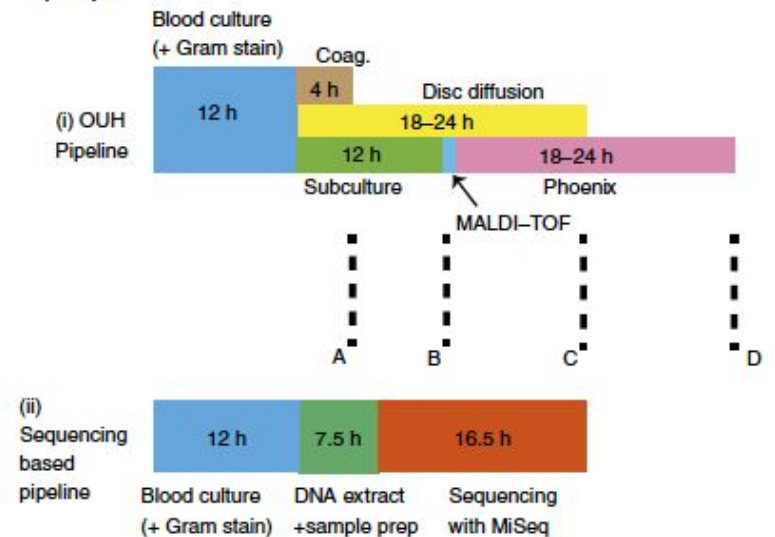 Blood culture
(+ Gram stain)
Coag.
4 h
Disc diffusion
(i) OUH
Pipeline
12 h
18–24 h
12 h
18–24 h
Subculture
Phoenix
MALDI–TOF
A
B
C
D
(ii)
Sequencing
based
pipeline
12 h
7.5 h
16.5 h
Blood culture
(+ Gram stain)
DNA extract
+sample prep
Sequencing
with MiSeq